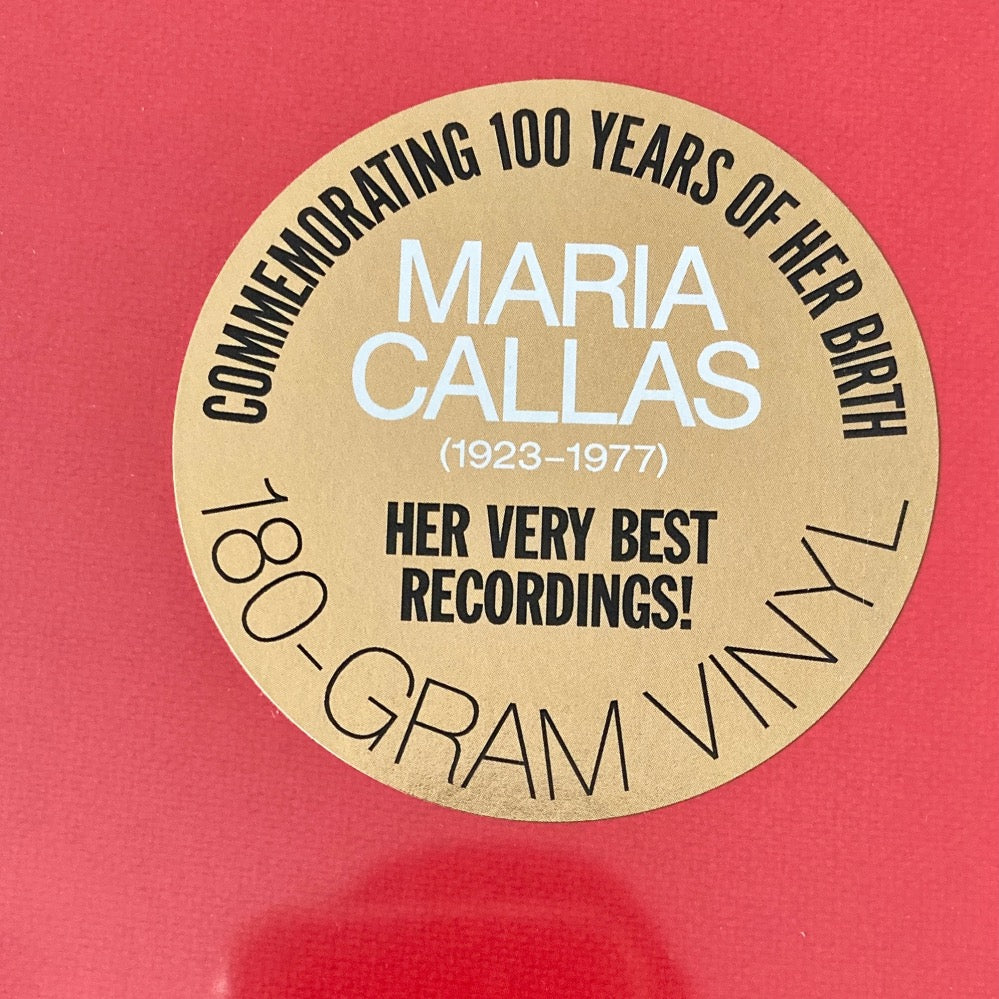 COMMEMORATING 100 YEARS OF HER BIRTH
MARIA
CALLAS
(1923–1977)
HER VERY BEST
RECORDINGS!
180-GRAM VINYL